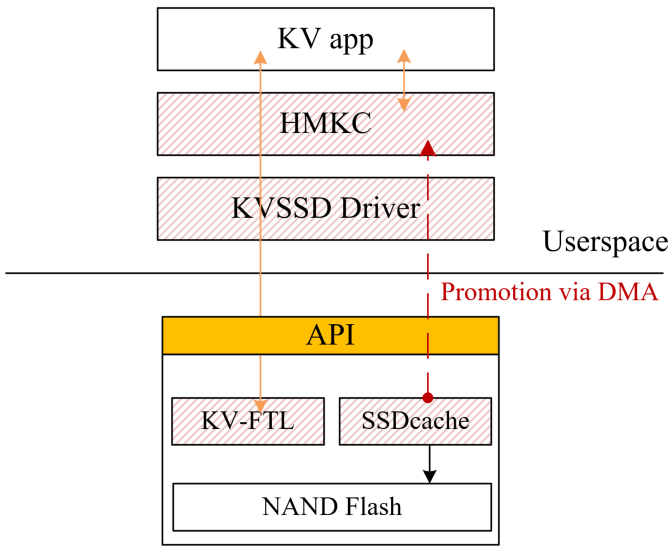 KV app
HMKC
KVSSD Driver
Userspace
Promotion via DMA
API
KV-FTL
SSDcache
NAND Flash